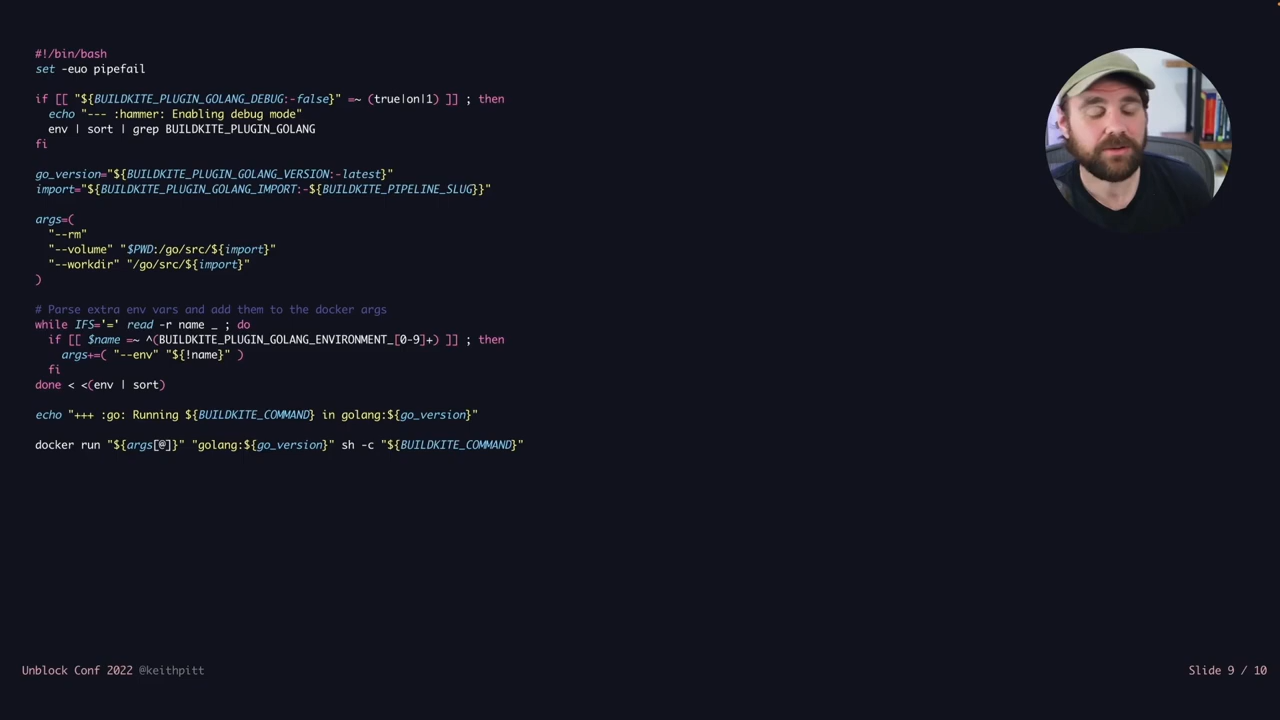 #!/bin/bash
set -euo pipefail
if [[ "${BUILDKITE_PLUGIN_GOLANG_DEBUG:-false}" =~ (true|on|1) ]] ; then
  echo "--- :hammer: Enabling debug mode"
  env | sort | grep BUILDKITE_PLUGIN_GOLANG
fi
go_version="${BUILDKITE_PLUGIN_GOLANG_VERSION:-latest}"
import="${BUILDKITE_PLUGIN_GOLANG_IMPORT:-${BUILDKITE_PIPELINE_SLUG}}"
args=(
  "--rm"
  "--volume" "$PWD:/go/src/${import}"
  "--workdir" "/go/src/${import}"
)
# Parse extra env vars and add them to the docker args
while IFS='=' read -r name _ ; do
  if [[ $name =~ ^(BUILDKITE_PLUGIN_GOLANG_ENVIRONMENT_[0-9]+) ]] ; then
    args+=( "--env" "${!name}" )
  fi
done < <(env | sort)
echo "+++ :go: Running ${BUILDKITE_COMMAND} in golang:${go_version}"
docker run "${args[@]}" "golang:${go_version}" sh -c "${BUILDKITE_COMMAND}"
Unblock Conf 2022 @keithpitt
Slide 9 / 10